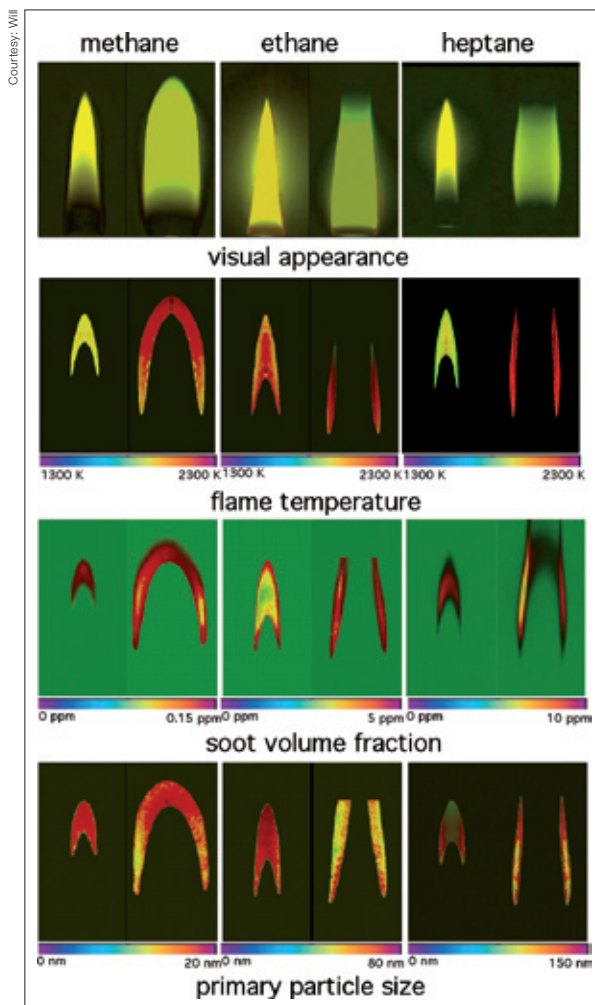 Courtesy: Will
methane ethane heptane
visual appearance
1300 K 2300 K 1300 K 2300 K 1300 K 2300 K
flame temperature
0 ppm 0.15 ppm 0 ppm 5 ppm 0 ppm 10 ppm
soot volume fraction
0 nm 20 nm 0 nm 80 nm 0 nm 150 nm
primary particle size